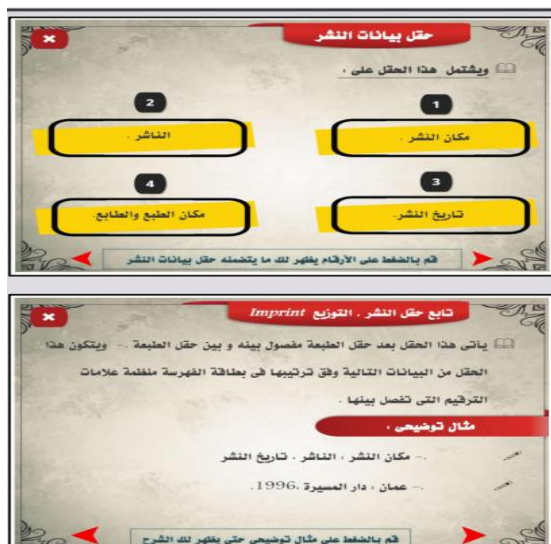 حقل بيانات النشر
ويشتمل هذا الحقل على :
1
مكان النشر .
2
الناشر .
3
تاريخ النشر.
4
مكان الطبع والطابع.
قم بالضغط على الأرقام يظهر لك ما يتضمنه حقل بيانات النشر
تابع حقل النشر . التوزيع Imprint
يأتى هذا الحقل بعد حقل الطبعة مفصول بينه و بين حقل الطبعة .- ويتكون هذا
الحقل من البيانات التالية وفق ترتيبها فى بطاقة الفهرسة منظمة علامات
الترقيم التى تفصل بينها .
مثال توضيحى :
.- مكان النشر : الناشر ، تاريخ النشر
.- عمان : دار المسيرة ،1996.
قم بالضغط على مثال توضيحى حتى يظهر لك الشرح